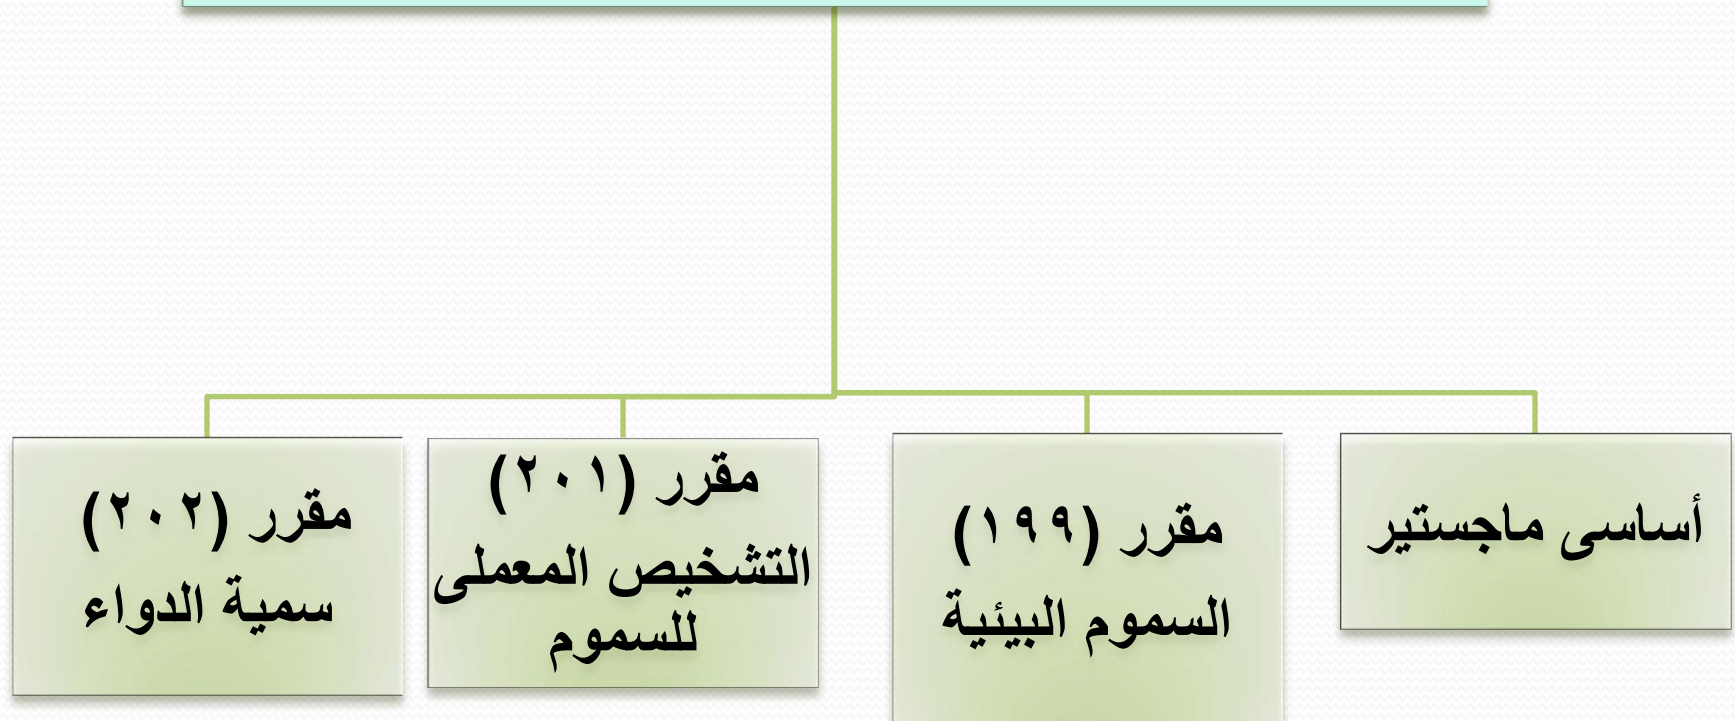 أساسى ماجستير
مقرر (١٩٩)
السموم البيئية
مقرر (٢٠١)
التشخيص المعملى
للسموم
مقرر (٢٠٢)
سمية الدواء